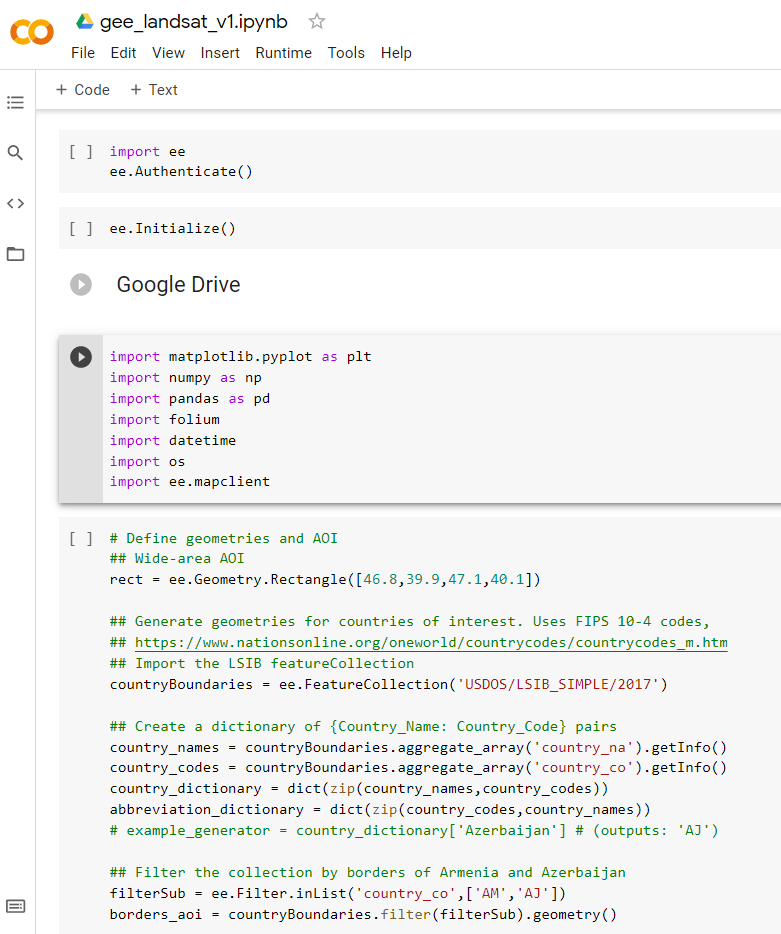 gee_landsat_v1.ipynb
File Edit View Insert Runtime Tools Help
+ Code + Text
[ ] import ee
ee.Authenticate()
[ ] ee.Initialize()
Google Drive
import matplotlib.pyplot as plt
import numpy as np
import pandas as pd
import folium
import datetime
import os
import ee.mapclient
[ ] # Define geometries and AOI
## Wide-area AOI
rect = ee.Geometry.Rectangle([46.8,39.9,47.1,40.1])
## Generate geometries for countries of interest. Uses FIPS 10-4 codes,
## https://www.nationsonline.org/oneworld/countrycodes/countrycodes_m.htm
## Import the LSIB featureCollection
countryBoundaries = ee.FeatureCollection('USDOS/LSIB_SIMPLE/2017')
## Create a dictionary of {Country_Name: Country_Code} pairs
country_names = countryBoundaries.aggregate_array('country_na').getInfo()
country_codes = countryBoundaries.aggregate_array('country_co').getInfo()
country_dictionary = dict(zip(country_names,country_codes))
abbreviation_dictionary = dict(zip(country_codes,country_names))
# example_generator = country_dictionary['Azerbaijan'] # (outputs: 'AJ')
## Filter the collection by borders of Armenia and Azerbaijan
filterSub = ee.Filter.inList('country_co',['AM','AJ'])
borders_aoi = countryBoundaries.filter(filterSub).geometry()